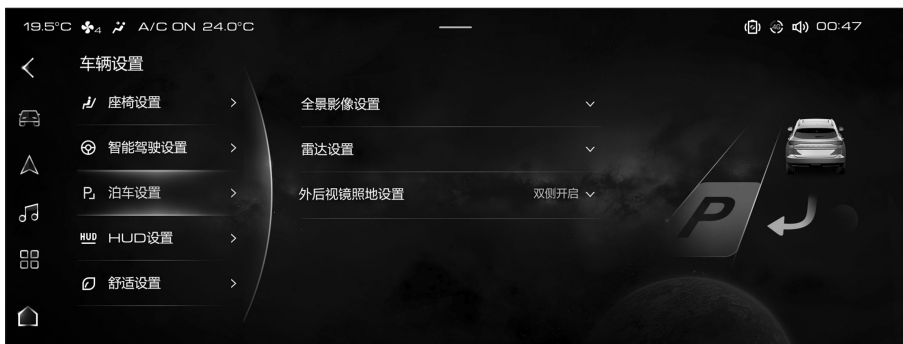 19.5°C 4 A/C ON 24.0°C 00:47
车辆设置
座椅设置
智能驾驶设置
泊车设置
HUD HUD设置
舒适设置
全景影像设置
雷达设置
外后视镜照地设置 双侧开启
P